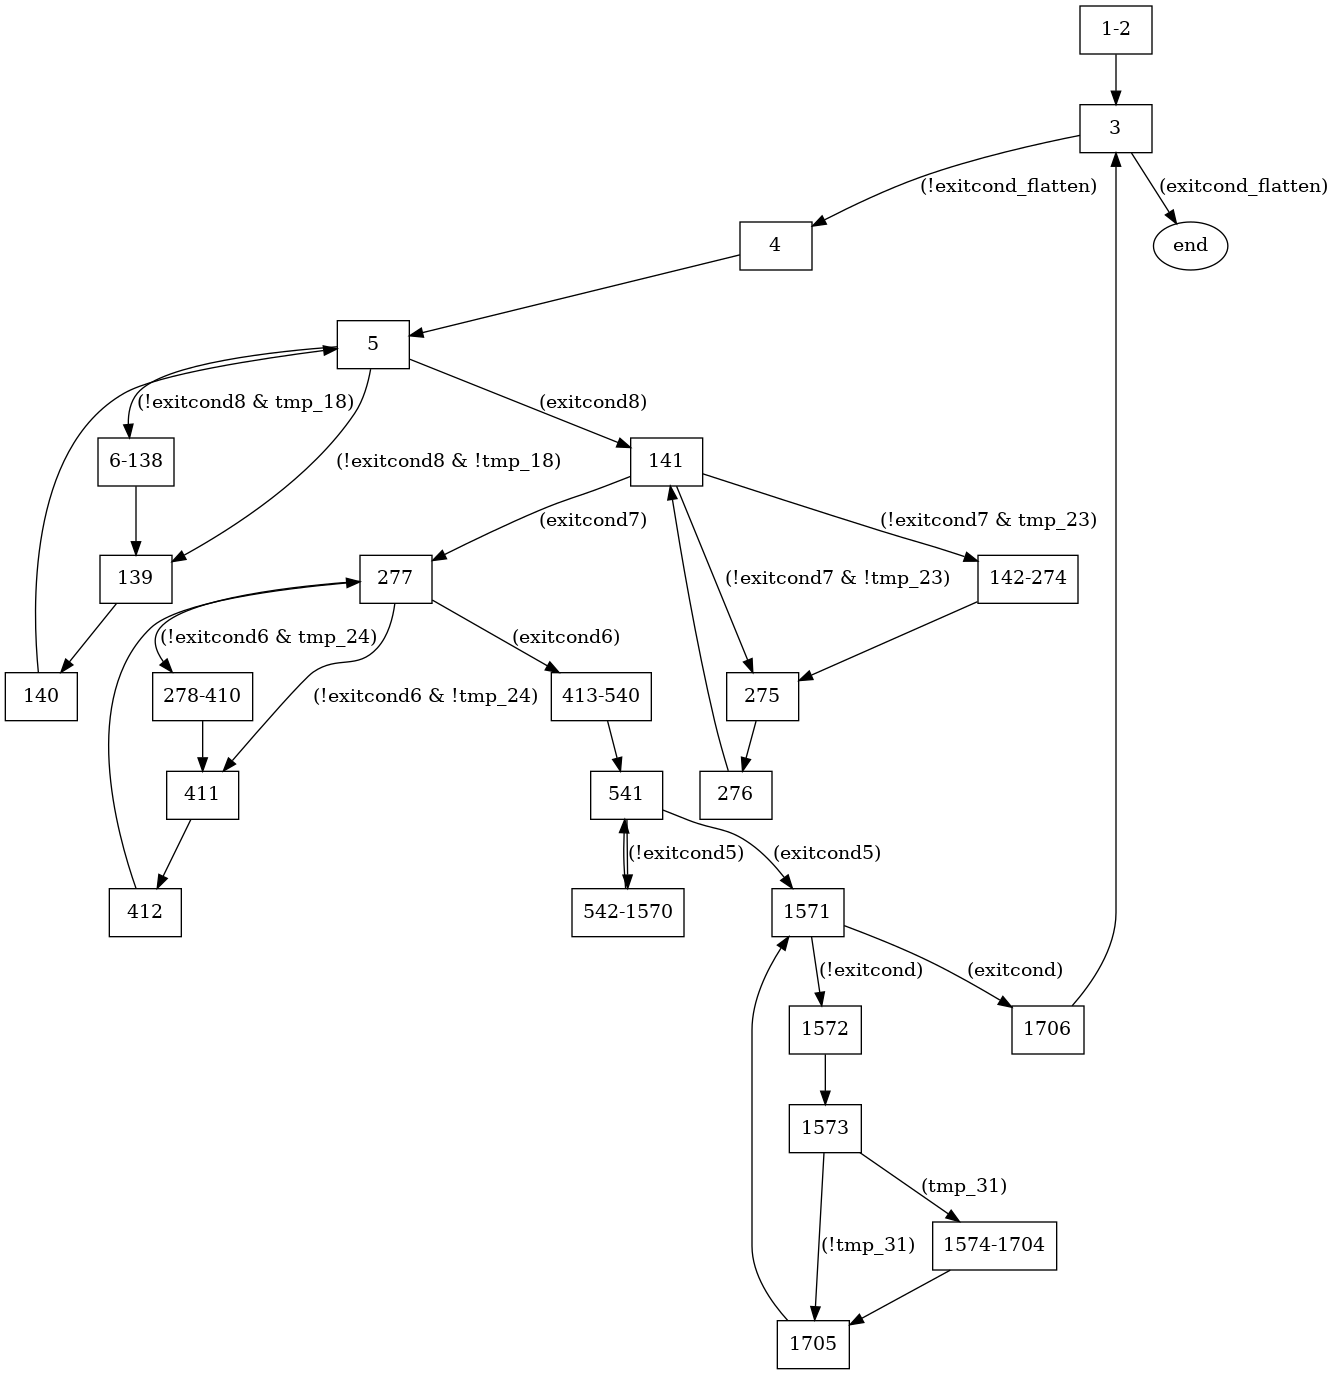 1-2
3
(!exitcond_flatten)
(exitcond_flatten)
4
end
5
(!exitcond8 & tmp_18)
(exitcond8)
6-138
(!exitcond8 & !tmp_18)
141
(exitcond7)
(!exitcond7 & tmp_23)
139
277
(!exitcond7 & !tmp_23)
142-274
(!exitcond6 & tmp_24)
(exitcond6)
140
278-410
(!exitcond6 & !tmp_24)
413-540
275
411
541
276
(!exitcond5)
(exitcond5)
412
542-1570
1571
(!exitcond)
(exitcond)
1572
1706
1573
(tmp_31)
(!tmp_31)
1574-1704
1705